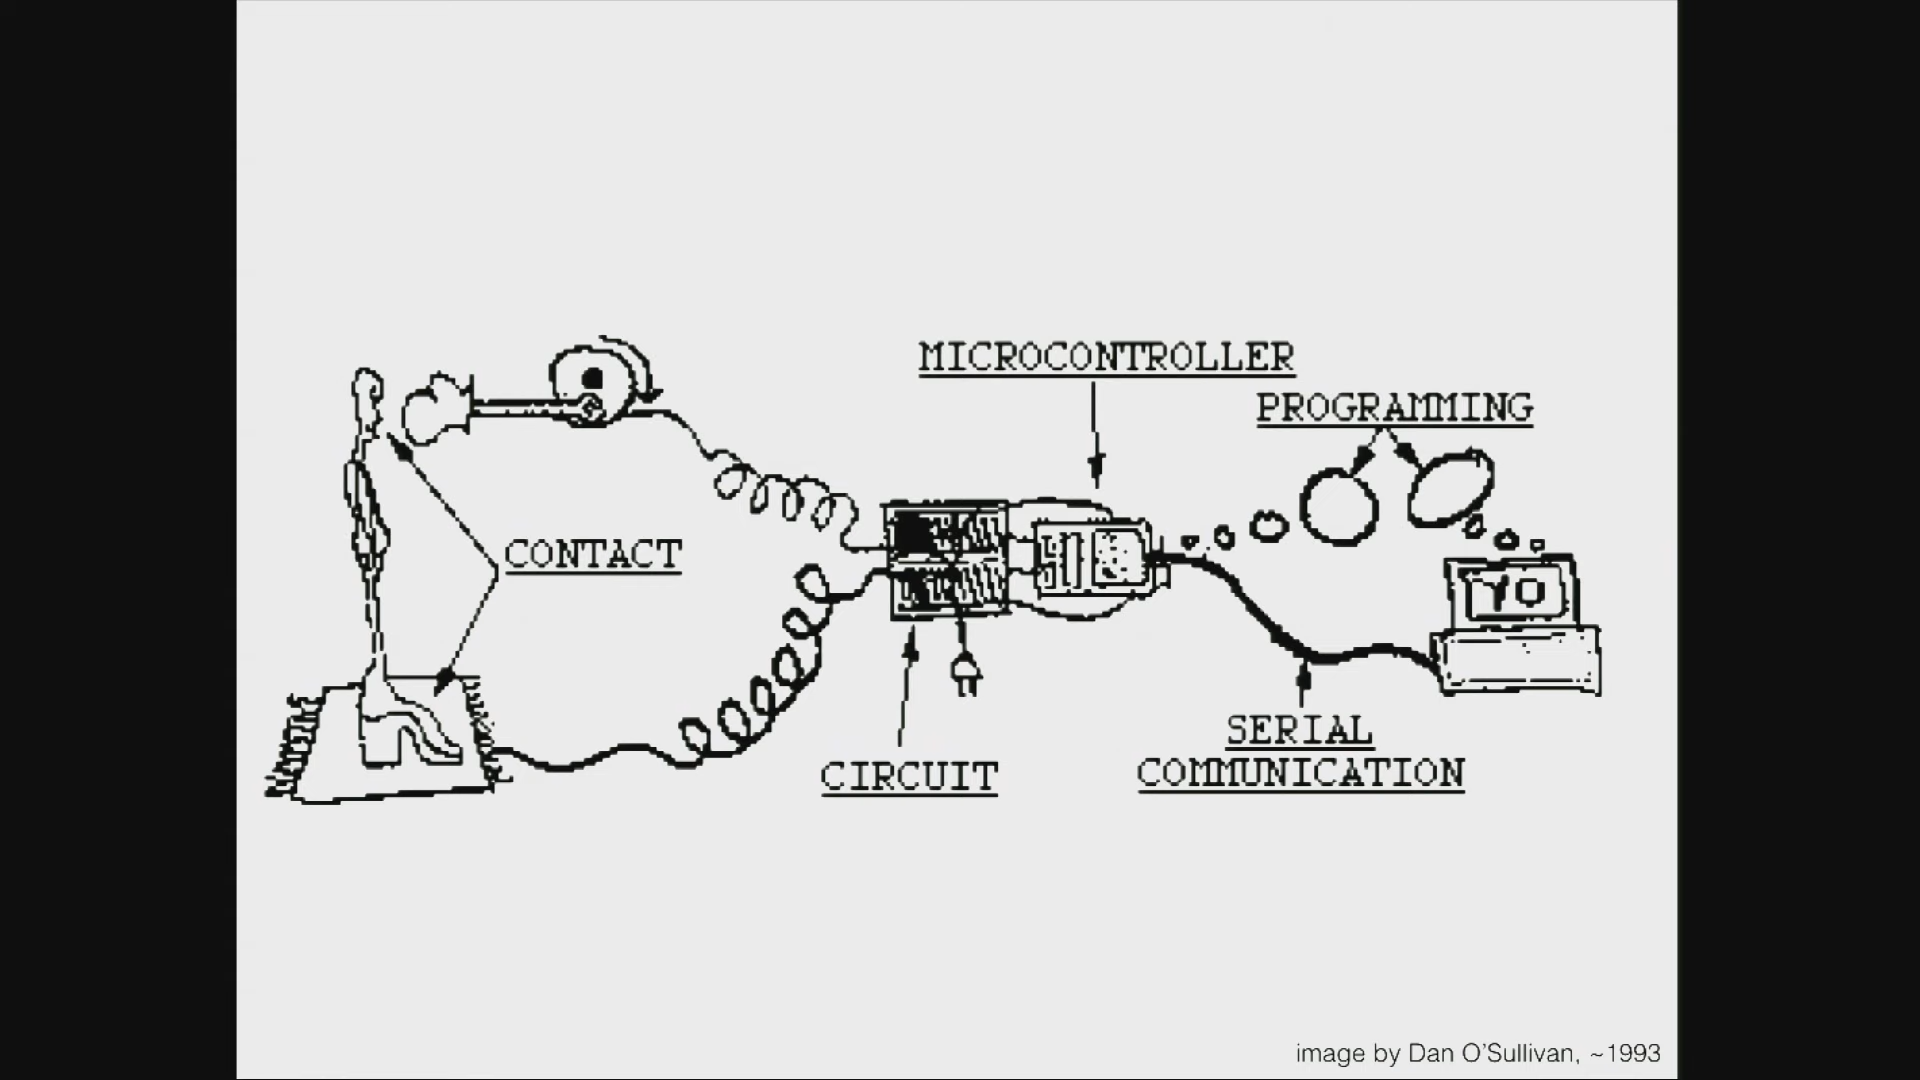 MICROCONTROLLER
PROGRAMMING
CONTACT
YO
SERIAL
COMMUNICATION
CIRCUIT
image by Dan O'Sullivan, ~1993